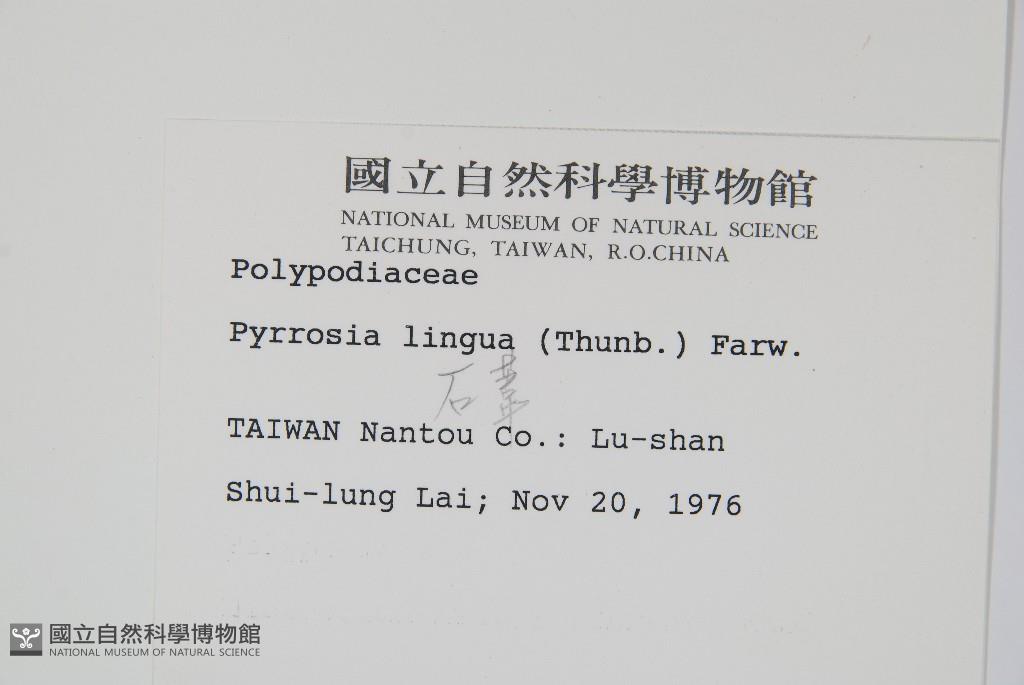 國立自然科學博物館
NATIONAL MUSEUM OF NATURAL SCIENCE
TAICHUNG, TAIWAN, R.O.CHINA
Polypodiaceae
Pyrrosia lingua (Thunb.) Farw.
石葦
TAIWAN Nantou Co.: Lu-shan
Shui-lung Lai; Nov 20, 1976
國立自然科學博物館
NATIONAL MUSEUM OF NATURAL SCIENCE